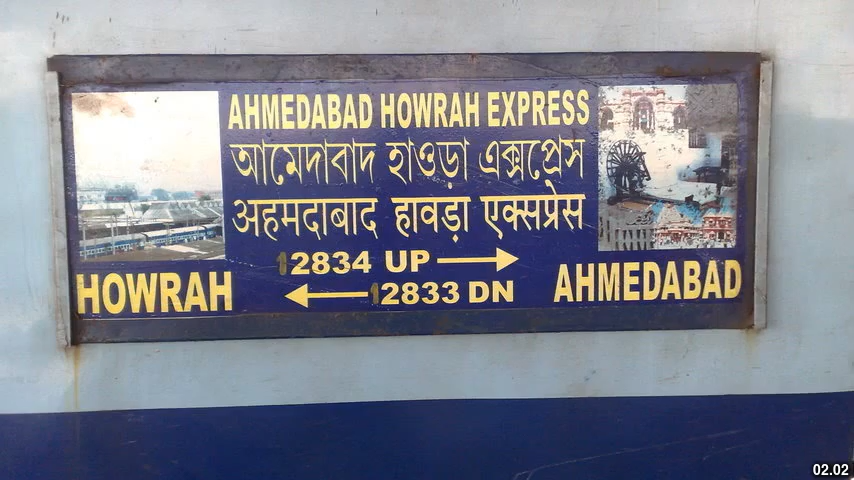 AHMEDABAD HOWRAH EXPRESS
আমেদাবাদ হাওড়া এক্সপ্রেস
अहमदाबाद हावड़ा एक्सप्रेस
12834 UP
HOWRAH
12833 DN
AHMEDABAD
02.02